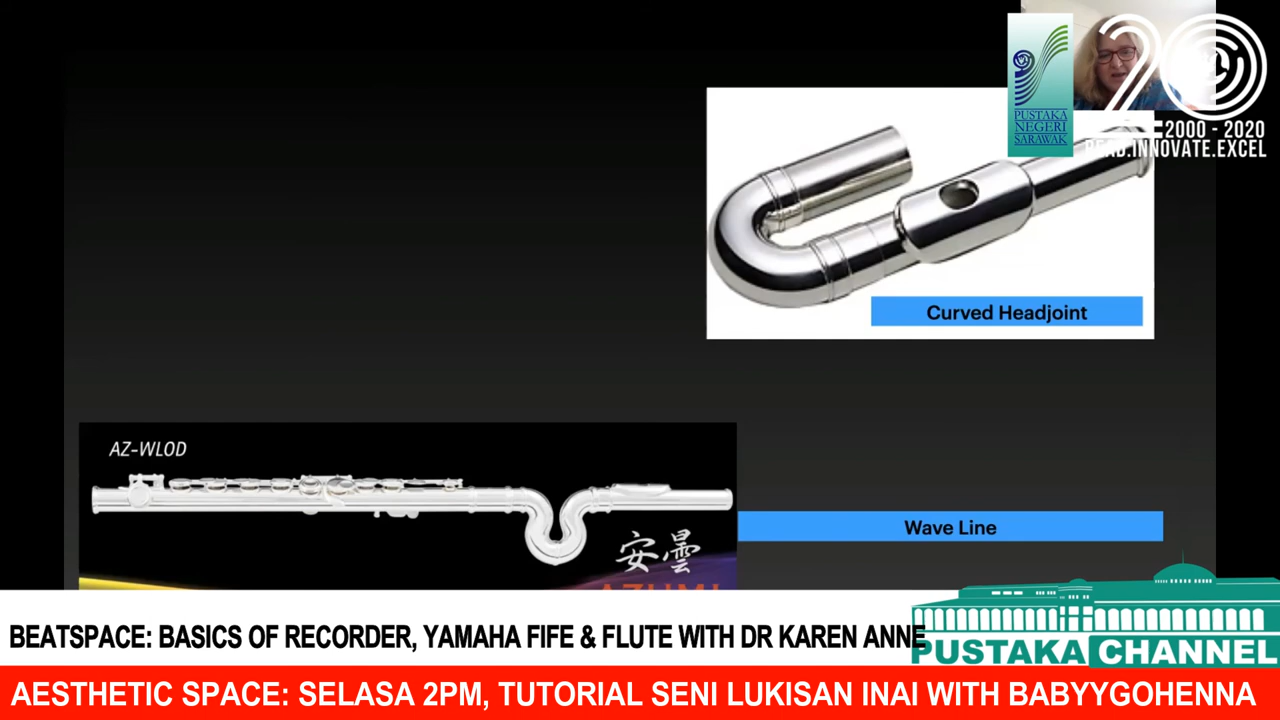 PUSTAKA
NEGERI
SARAWAK
20
2000 - 2020
READ.INNOVATE.EXCEL
Curved Headjoint
AZ-WLOD
Wave Line
安曇
AZUMI
BEATSPACE: BASICS OF RECORDER, YAMAHA FIFE & FLUTE WITH DR KAREN ANNE
PUSTAKA CHANNEL
AESTHETIC SPACE: SELASA 2PM, TUTORIAL SENI LUKISAN INAI WITH BABYYGOHENNA